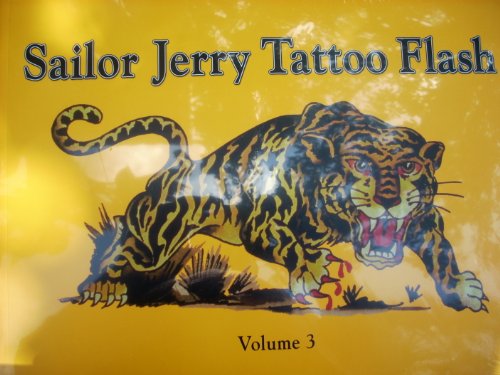 Sailor Jerry Tattoo Flash
Volume 3